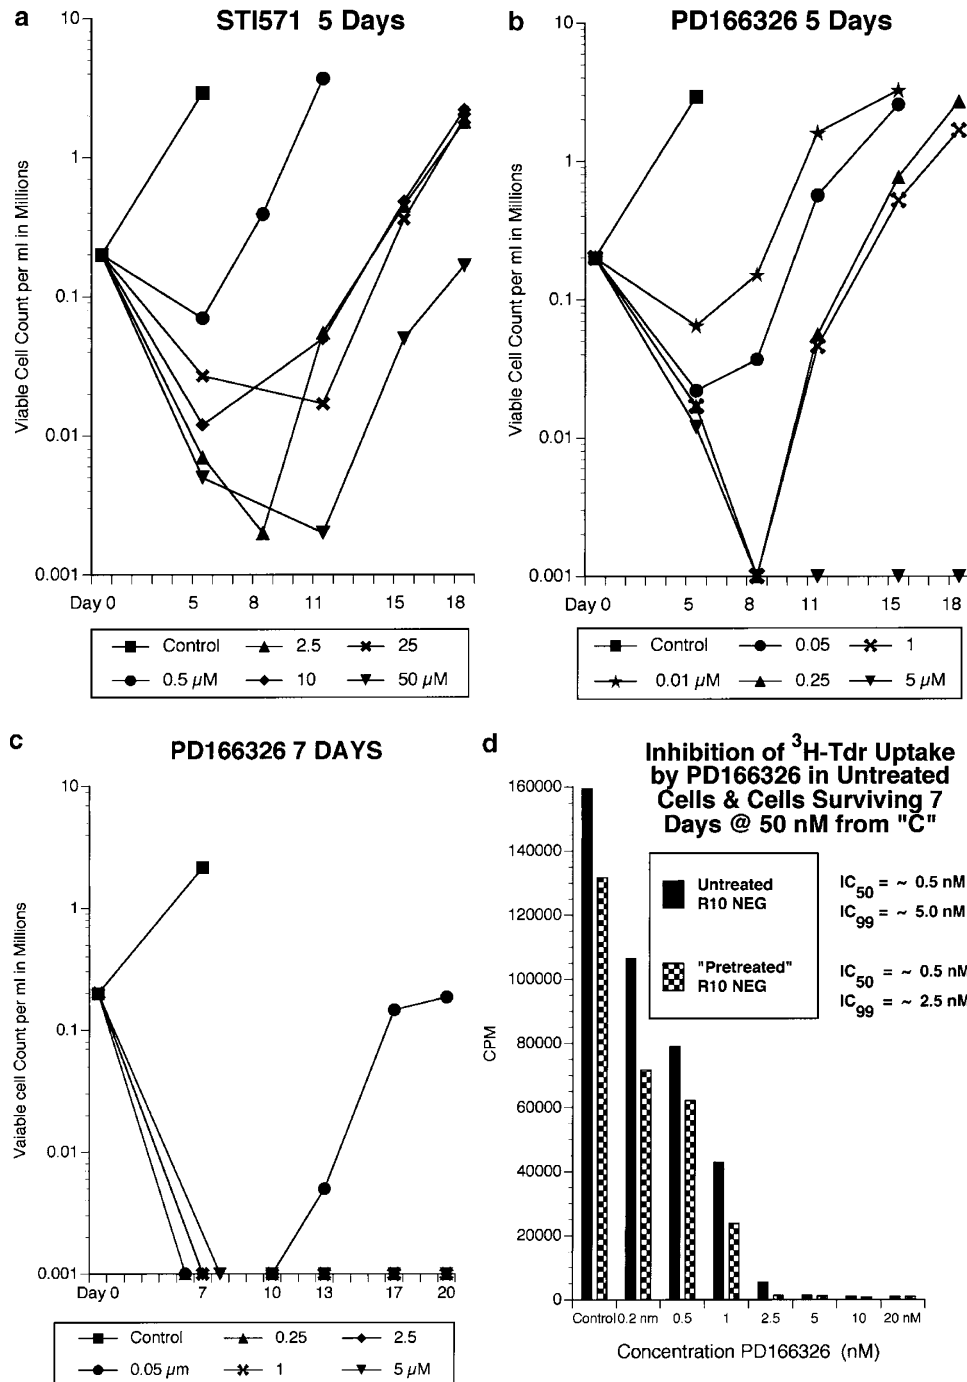 a
STI571 5 Days
10
1
0.1
0.01
0.001
Viable Cell Count per ml in Millions
Day 0 5 8 11 15 18
Control 2.5 25
0.5 µM 10 50 µM
b
PD166326 5 Days
10
1
0.1
0.01
0.001
Viable Cell Count per ml in Millions
Day 0 5 8 11 15 18
Control 0.05 1
0.01 µM 0.25 5 µM
c
PD166326 7 DAYS
10
1
0.1
0.01
0.001
Vaiable cell Count per ml in Millions
Day 0 7 10 13 17 20
Control 0.25 2.5
0.05 µm 1 5 µM
d
Inhibition of ³H-Tdr Uptake
by PD166326 in Untreated
Cells & Cells Surviving 7
Days @ 50 nM from "C"
160000
140000
120000
100000
80000
60000
40000
20000
0
CPM
Untreated
R10 NEG
IC50 = ~ 0.5 nM
IC99 = ~ 5.0 nM
"Pretreated"
R10 NEG
IC50 = ~ 0.5 nM
IC99 = ~ 2.5 nM
Control 0.2 nm 0.5 1 2.5 5 10 20 nM
Concentration PD166326 (nM)